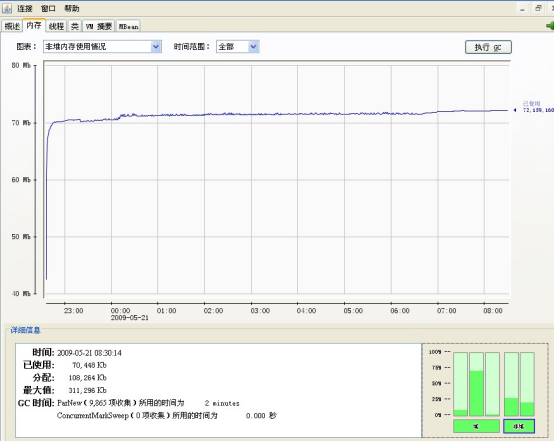 连接 窗口 帮助
概述 内存 线程 类 VM 摘要 MBean
图表： 非堆内存使用情况 时间范围： 全部 执行 GC
80 Mb
70 Mb
60 Mb
50 Mb
40 Mb
已使用
72,139,160
23:00 00:00 01:00 02:00 03:00 04:00 05:00 06:00 07:00 08:00
2009-05-21
详细信息
时间: 2009-05-21 08:30:14
已使用: 70,448 Kb
分配: 108,264 Kb
最大值: 311,296 Kb
GC 时间: ParNew ( 9,865 项收集 ) 所用的时间为 2 minutes
ConcurrentMarkSweep ( 0 项收集 ) 所用的时间为 0.000 秒
100%
75%
50%
25%
0%
堆 非堆